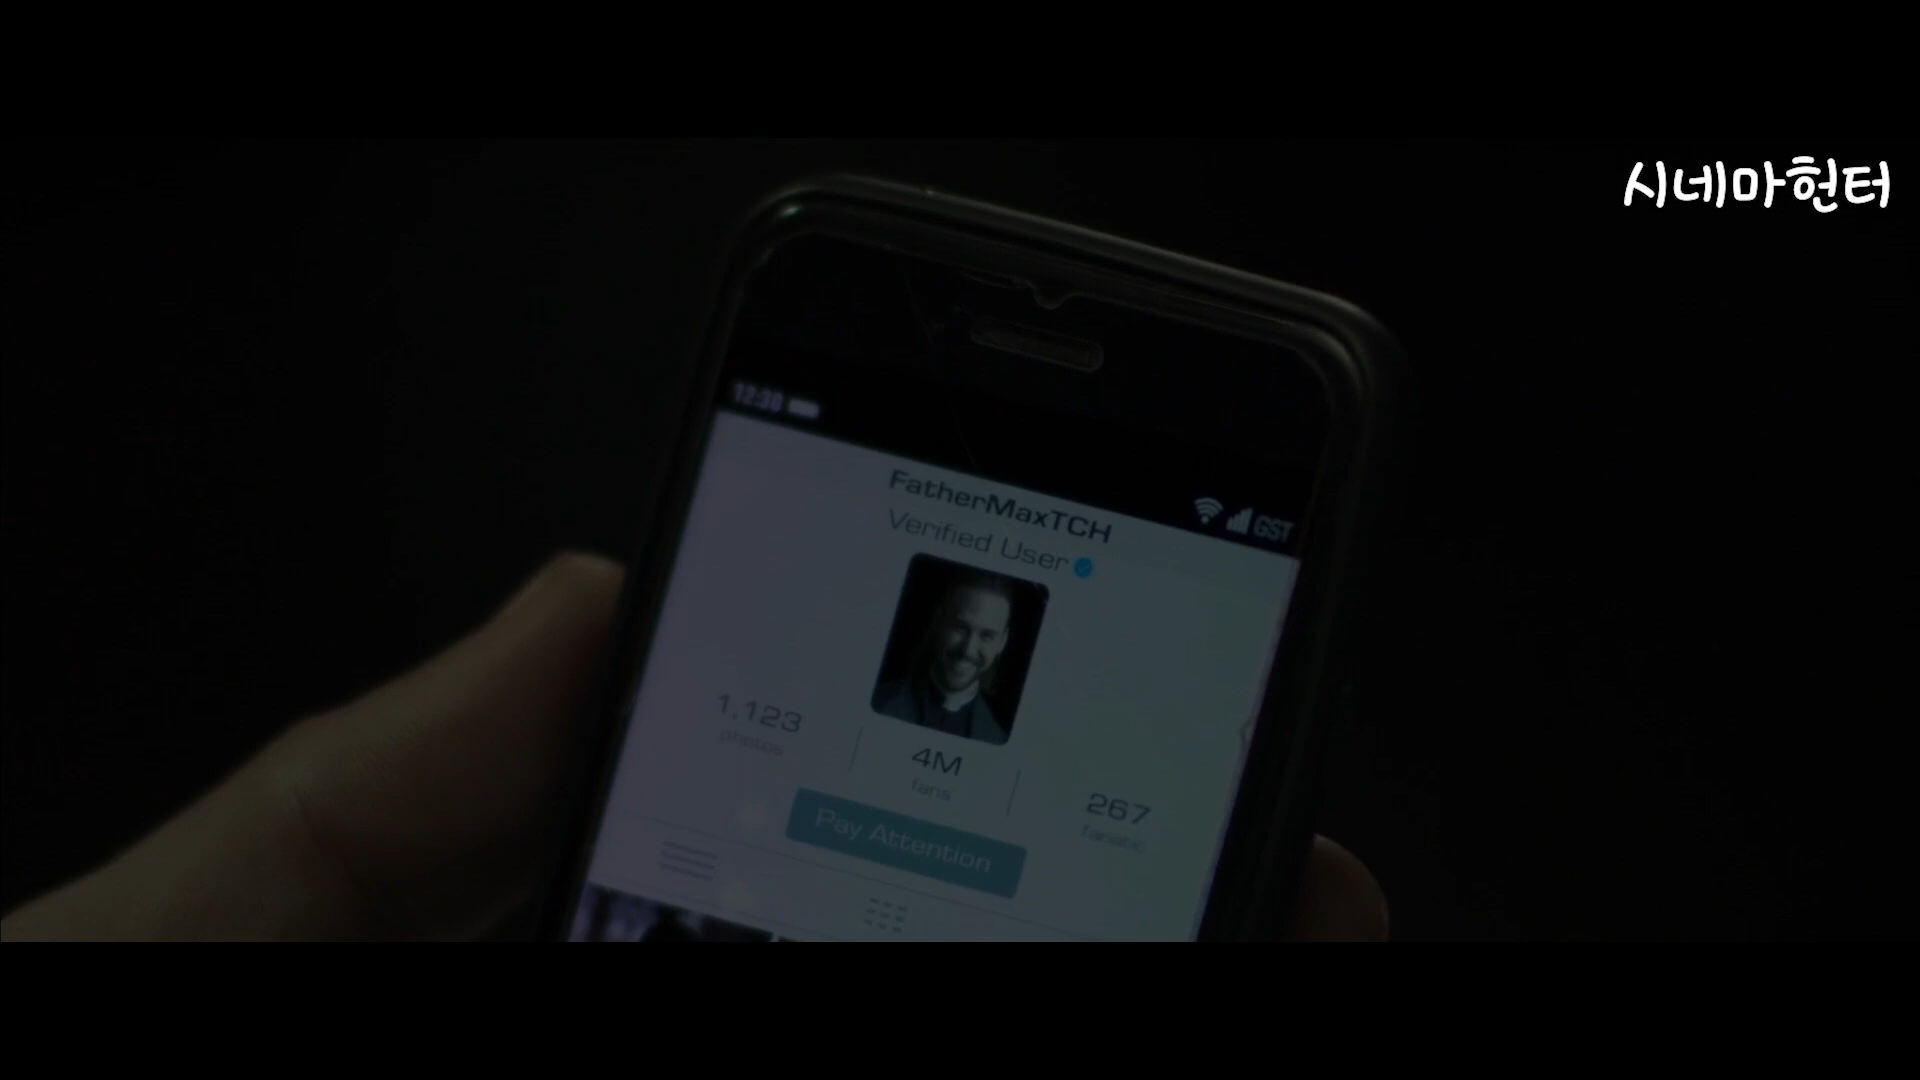 시네마헌터
12:30
GST
FatherMaxTCH
Verified User
1.123
photos
4M
fans
267
fanatic
Pay Attention